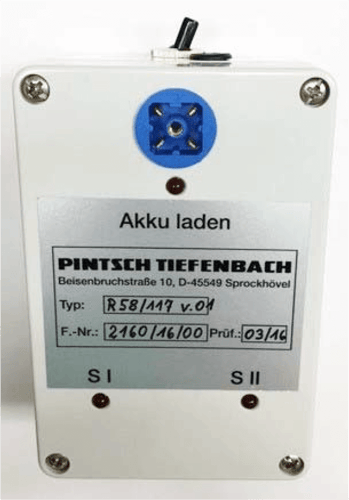 Akku laden
PINTSCH TIEFENBACH
Beisenbruchstraße 10, D-45549 Sprockhövel
Typ: R58/117 v.01
F.-Nr.: 2160/16/00 Prüf.: 03/16
S I S II